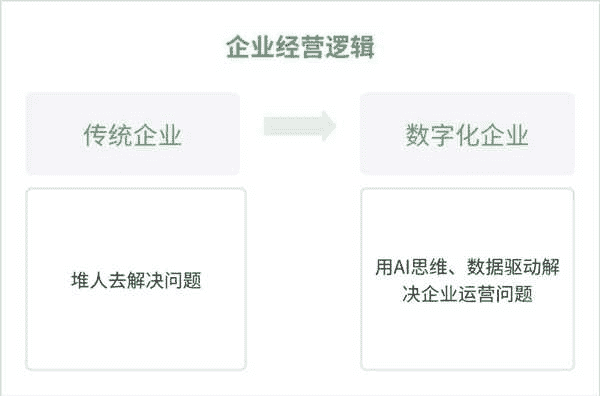 企业经营逻辑
传统企业
数字化企业
堆人去解决问题
用AI思维、数据驱动解
决企业运营问题